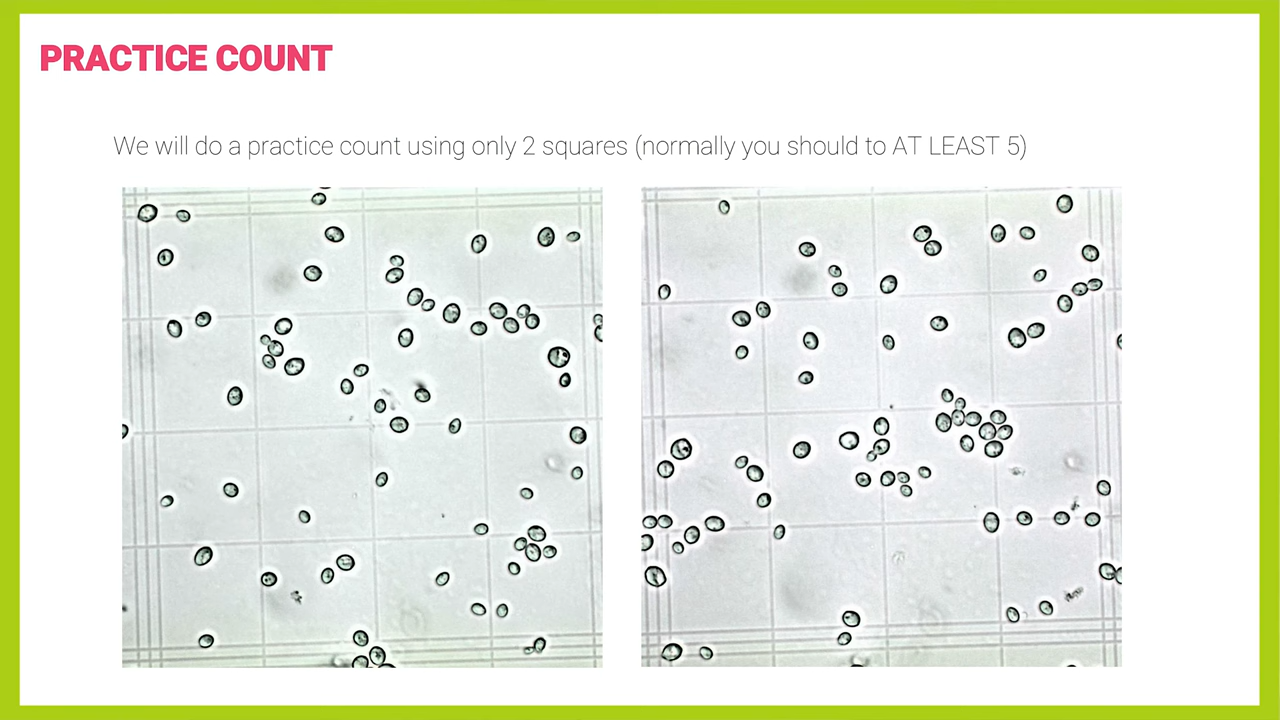 PRACTICE COUNT
We will do a practice count using only 2 squares (normally you should to AT LEAST 5)